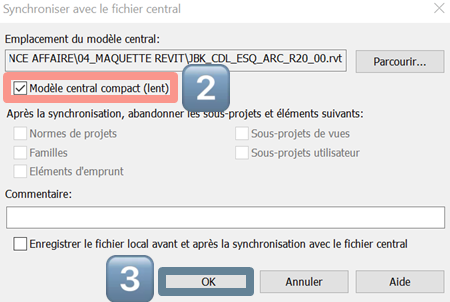 Synchroniser avec le fichier central
Emplacement du modèle central:
NCE AFFAIRE\04_MAQUETTE REVIT\JBK_CDL_ESQ_ARC_R20_00.rvt
Parcourir...
Modèle central compact (lent)
2
Après la synchronisation, abandonner les sous-projets et éléments suivants:
Normes de projets
Sous-projets de vues
Familles
Sous-projets utilisateur
Eléments d'emprunt
Commentaire:
Enregistrer le fichier local avant et après la synchronisation avec le fichier central
3
OK
Annuler
Aide